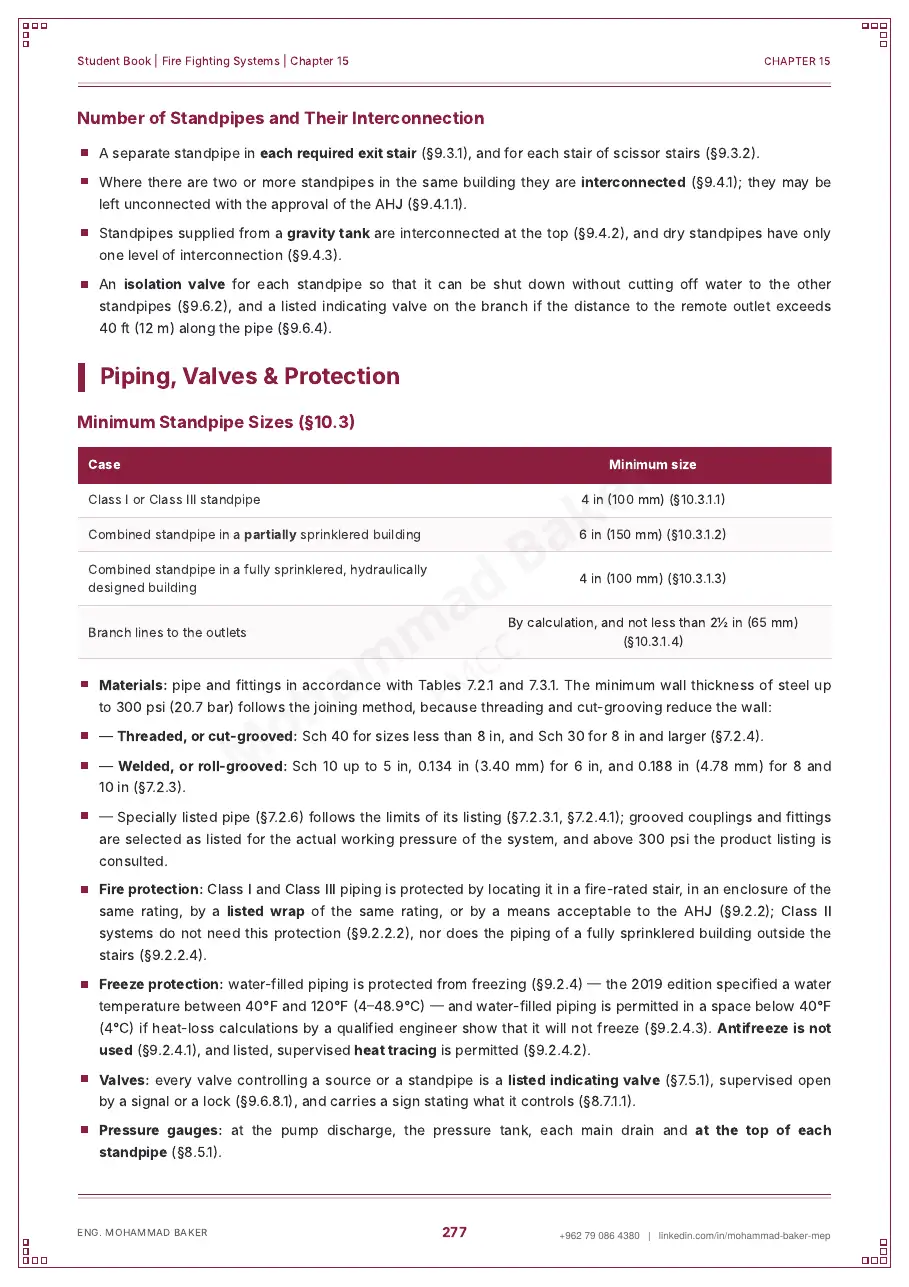 Student Book | Fire Fighting Systems | Chapter 15
CHAPTER 15
Number of Standpipes and Their Interconnection
A separate standpipe in each required exit stair (§9.3.1), and for each stair of scissor stairs (§9.3.2).
Where there are two or more standpipes in the same building they are interconnected (§9.4.1); they may be
left unconnected with the approval of the AHJ (§9.4.1.1).
Standpipes supplied from a gravity tank are interconnected at the top (§9.4.2), and dry standpipes have only
one level of interconnection (§9.4.3).
An isolation valve for each standpipe so that it can be shut down without cutting off water to the other
standpipes (§9.6.2), and a listed indicating valve on the branch if the distance to the remote outlet exceeds
40 ft (12 m) along the pipe (§9.6.4).
Piping, Valves & Protection
Minimum Standpipe Sizes (§10.3)
Case
Minimum size
Class I or Class III standpipe
4 in (100 mm) (§10.3.1.1)
Combined standpipe in a partially sprinklered building
6 in (150 mm) (§10.3.1.2)
Combined standpipe in a fully sprinklered, hydraulically
designed building
4 in (100 mm) (§10.3.1.3)
Branch lines to the outlets
By calculation, and not less than 2½ in (65 mm)
(§10.3.1.4)
Materials: pipe and fittings in accordance with Tables 7.2.1 and 7.3.1. The minimum wall thickness of steel up
to 300 psi (20.7 bar) follows the joining method, because threading and cut-grooving reduce the wall:
— Threaded, or cut-grooved: Sch 40 for sizes less than 8 in, and Sch 30 for 8 in and larger (§7.2.4).
— Welded, or roll-grooved: Sch 10 up to 5 in, 0.134 in (3.40 mm) for 6 in, and 0.188 in (4.78 mm) for 8 and
10 in (§7.2.3).
— Specially listed pipe (§7.2.6) follows the limits of its listing (§7.2.3.1, §7.2.4.1); grooved couplings and fittings
are selected as listed for the actual working pressure of the system, and above 300 psi the product listing is
consulted.
Fire protection: Class I and Class III piping is protected by locating it in a fire-rated stair, in an enclosure of the
same rating, by a listed wrap of the same rating, or by a means acceptable to the AHJ (§9.2.2); Class II
systems do not need this protection (§9.2.2.2), nor does the piping of a fully sprinklered building outside the
stairs (§9.2.2.4).
Freeze protection: water-filled piping is protected from freezing (§9.2.4) — the 2019 edition specified a water
temperature between 40°F and 120°F (4–48.9°C) — and water-filled piping is permitted in a space below 40°F
(4°C) if heat-loss calculations by a qualified engineer show that it will not freeze (§9.2.4.3). Antifreeze is not
used (§9.2.4.1), and listed, supervised heat tracing is permitted (§9.2.4.2).
Valves: every valve controlling a source or a standpipe is a listed indicating valve (§7.5.1), supervised open
by a signal or a lock (§9.6.8.1), and carries a sign stating what it controls (§8.7.1.1).
Pressure gauges: at the pump discharge, the pressure tank, each main drain and at the top of each
standpipe (§8.5.1).
Mohammad Baker
ENG. MOHAMMAD BAKER
277
+962 79 086 4380 | linkedin.com/in/mohammad-baker-mep